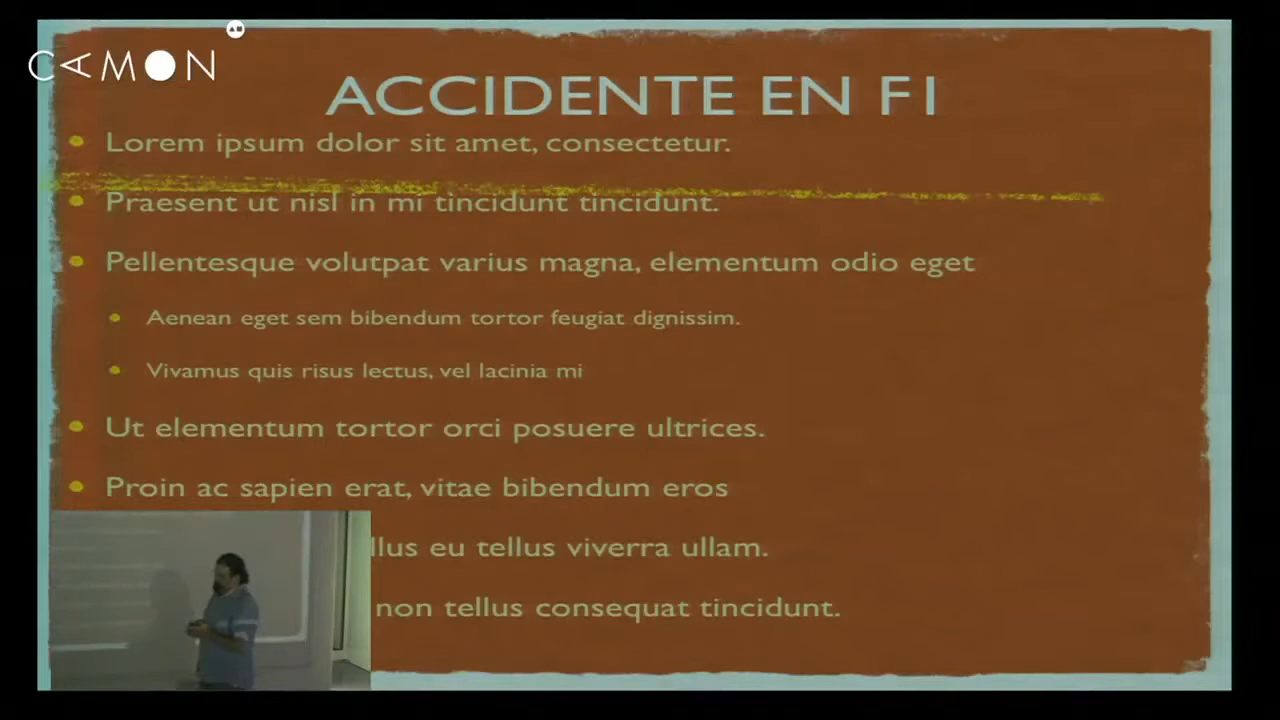 CAMON
ACCIDENTE EN F1
Lorem ipsum dolor sit amet, consectetur.
Praesent ut nisl in mi tincidunt tincidunt.
Pellentesque volutpat varius magna, elementum odio eget
Aenean eget sem bibendum tortor feugiat dignissim.
Vivamus quis risus lectus, vel lacinia mi
Ut elementum tortor orci posuere ultrices.
Proin ac sapien erat, vitae bibendum eros
eu tellus viverra ullam.
non tellus consequat tincidunt.